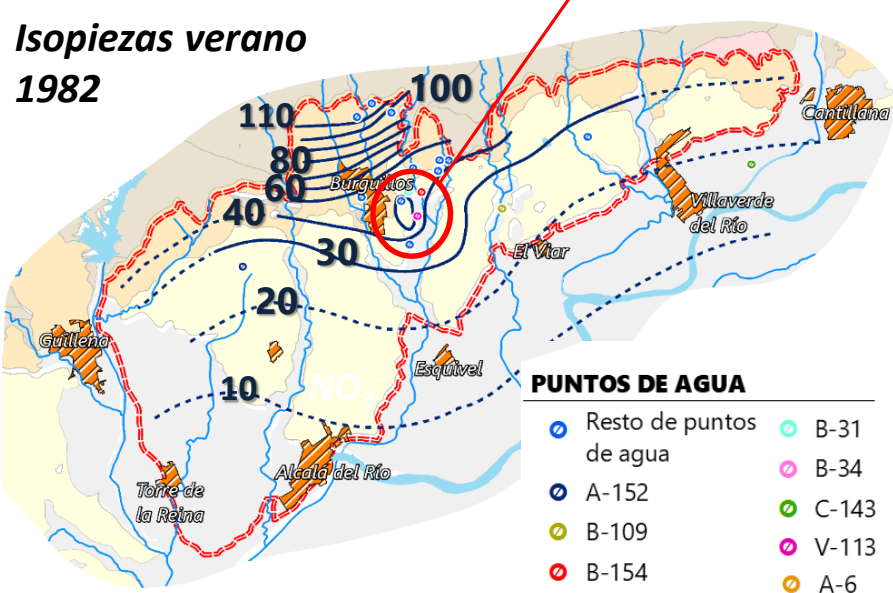 Isopiezas verano
1982
100
110
80
60
Burguillos
40
30
20
10
Cantillana
Villaverde
del Río
El Viar
Guillena
Esquivel
NO
Alcalá del Río
Torre de
la Reina
PUNTOS DE AGUA
Resto de puntos
de agua
A-152
B-109
B-154
B-31
B-34
C-143
V-113
A-6